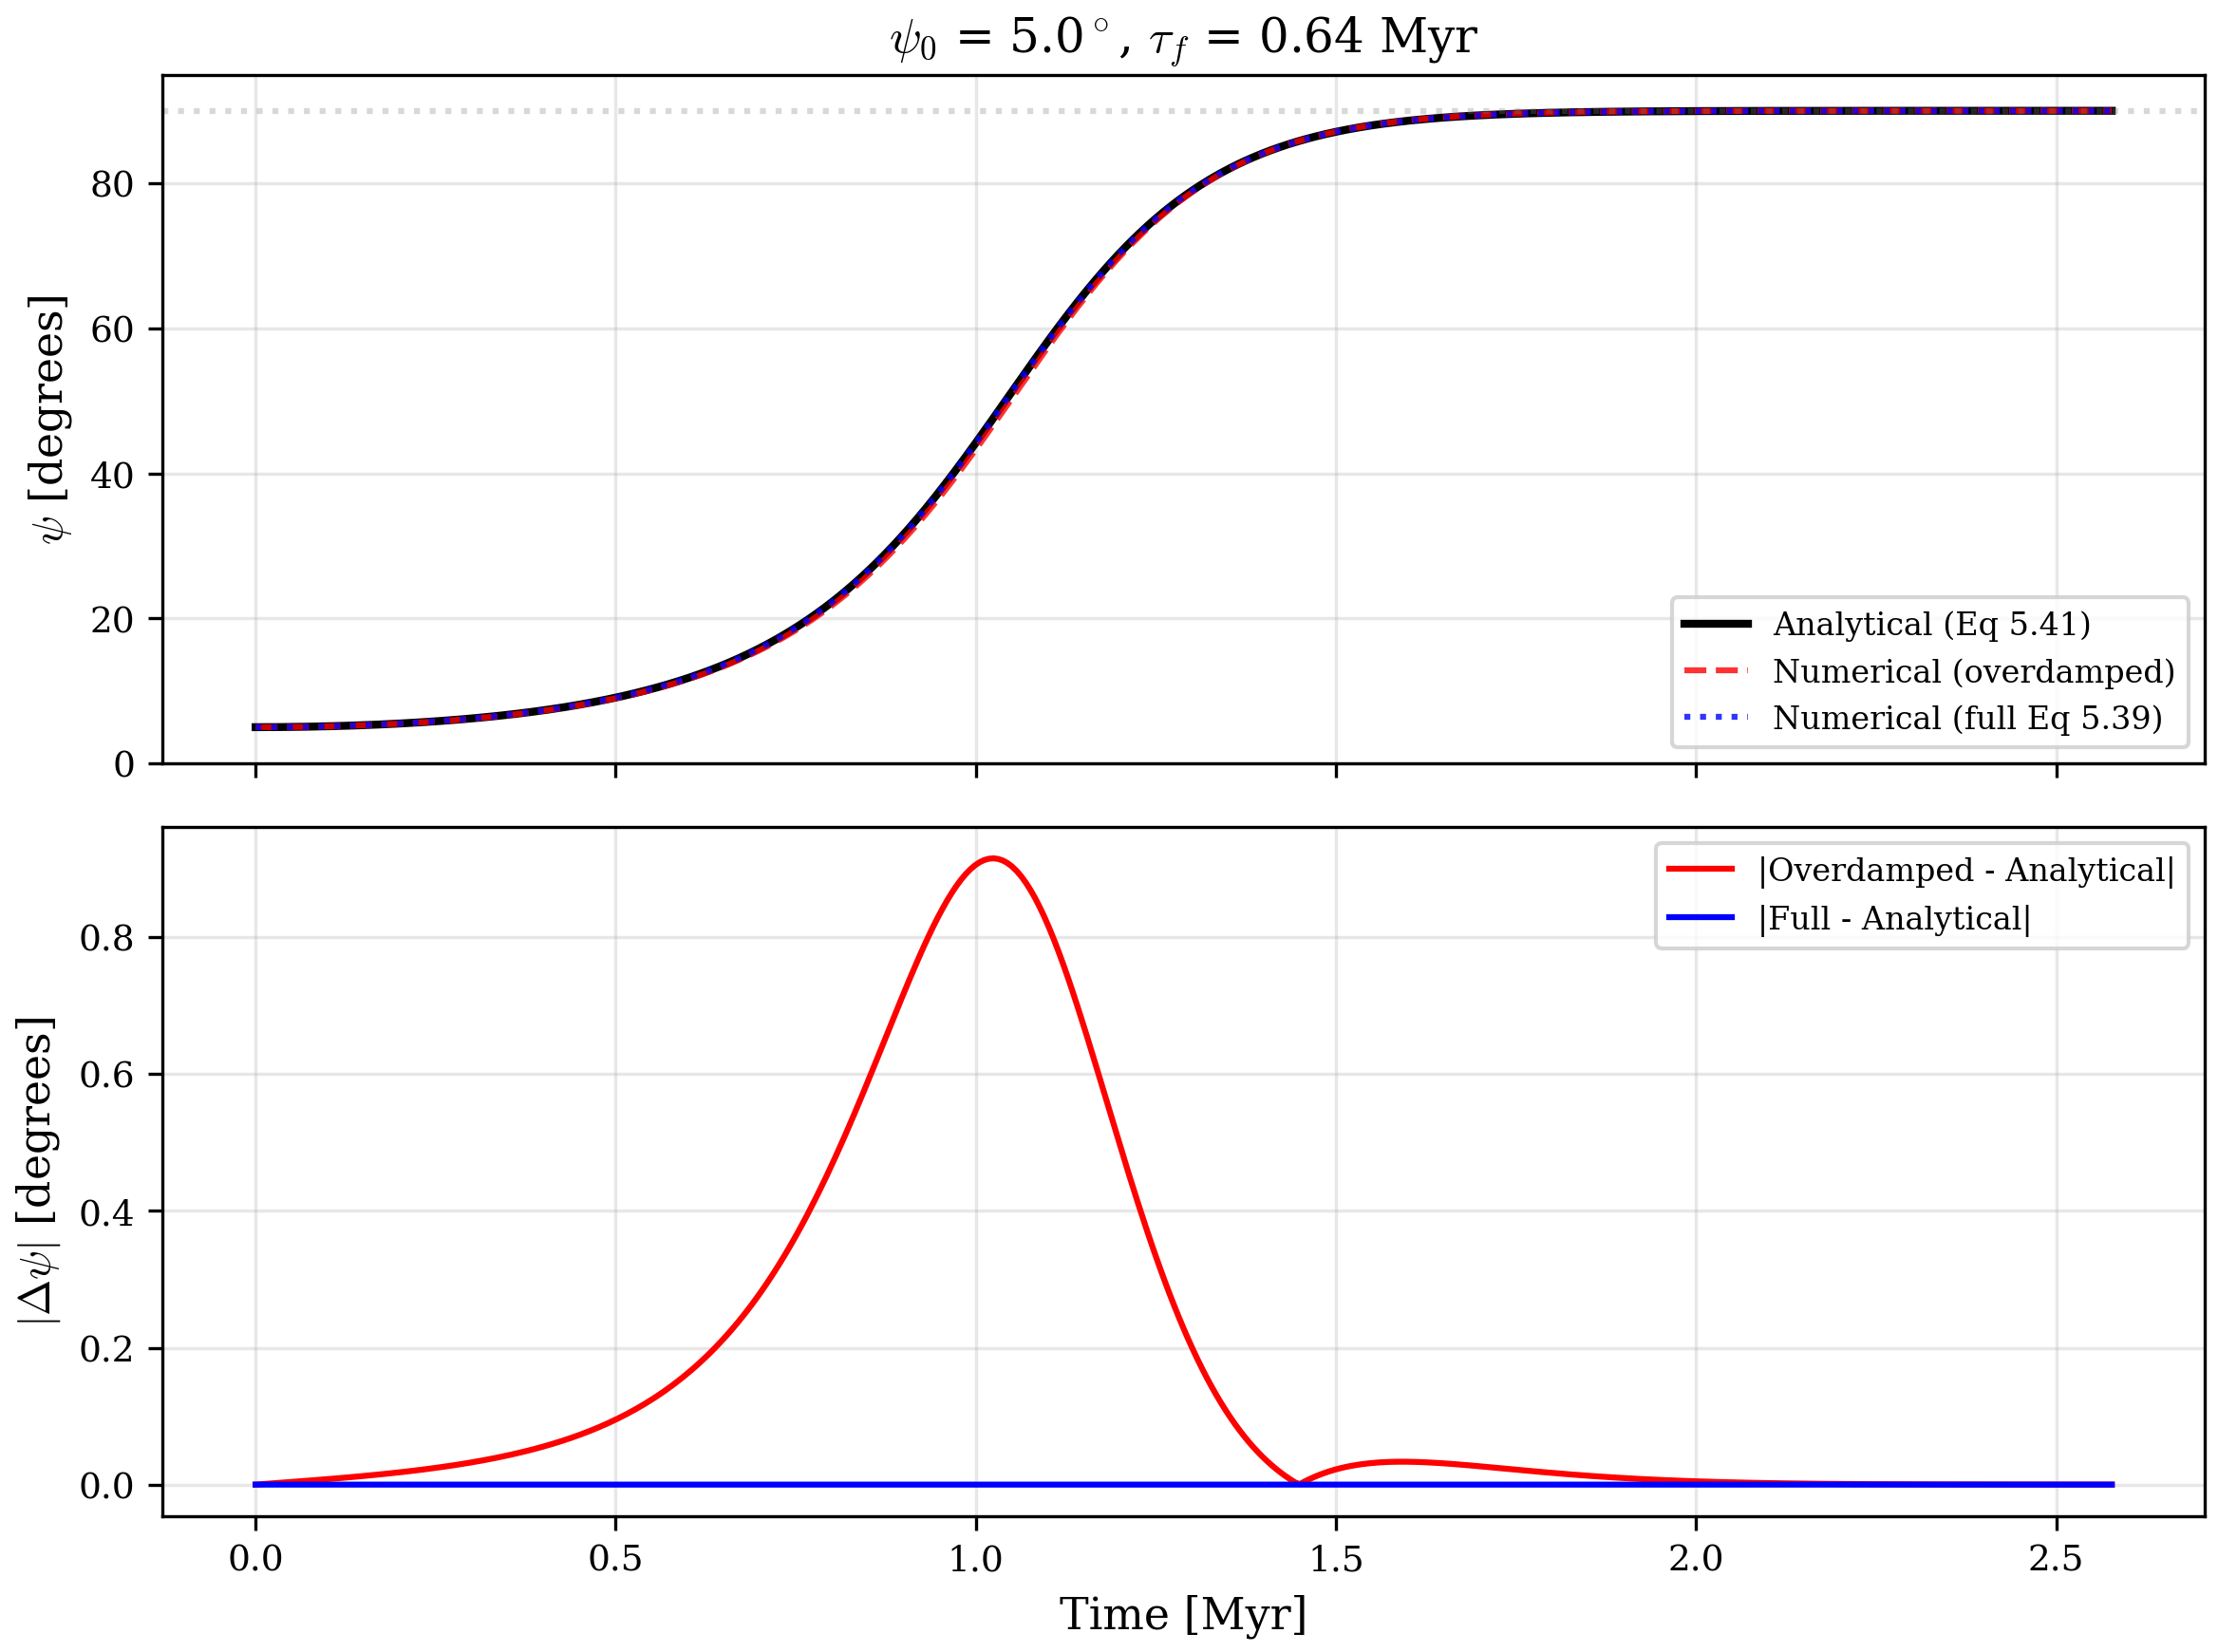 ψ₀ = 5.0°, τ_f = 0.64 Myr
ψ [degrees]
80
60
40
20
0
Analytical (Eq 5.41)
Numerical (overdamped)
Numerical (full Eq 5.39)
|Δψ| [degrees]
0.8
0.6
0.4
0.2
0.0
|Overdamped - Analytical|
|Full - Analytical|
0.0 0.5 1.0 1.5 2.0 2.5
Time [Myr]